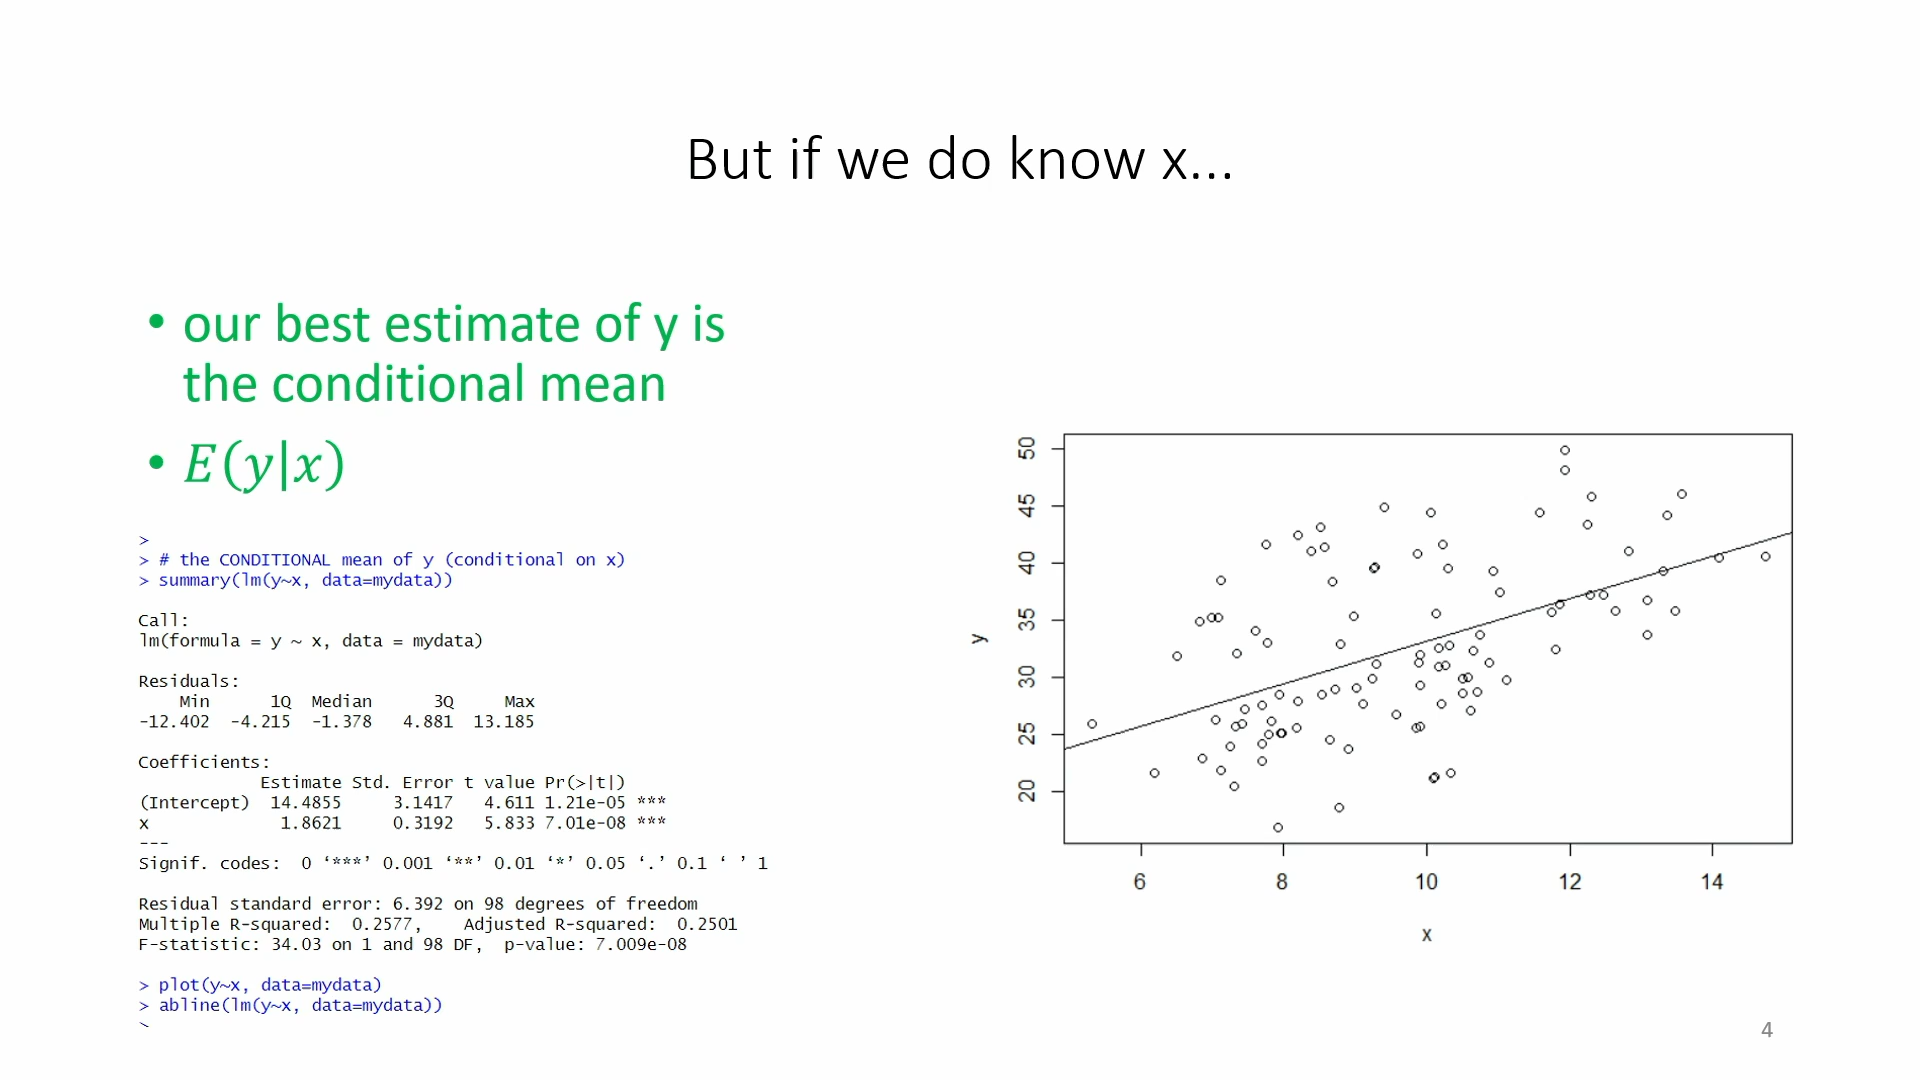 But if we do know x...
• our best estimate of y is
the conditional mean
• E(y|x)
>
> # the CONDITIONAL mean of y (conditional on x)
> summary(lm(y~x, data=mydata))
Call:
lm(formula = y ~ x, data = mydata)
Residuals:
Min 1Q Median 3Q Max
-12.402 -4.215 -1.378 4.881 13.185
Coefficients:
Estimate Std. Error t value Pr(>|t|)
(Intercept) 14.4855 3.1417 4.611 1.21e-05 ***
x 1.8621 0.3192 5.833 7.01e-08 ***
---
Signif. codes: 0 ‘***’ 0.001 ‘**’ 0.01 ‘*’ 0.05 ‘.’ 0.1 ‘ ’ 1
Residual standard error: 6.392 on 98 degrees of freedom
Multiple R-squared: 0.2577, Adjusted R-squared: 0.2501
F-statistic: 34.03 on 1 and 98 DF, p-value: 7.009e-08
> plot(y~x, data=mydata)
> abline(lm(y~x, data=mydata))
50
45
40
35
30
25
20
y
6 8 10 12 14
x
4